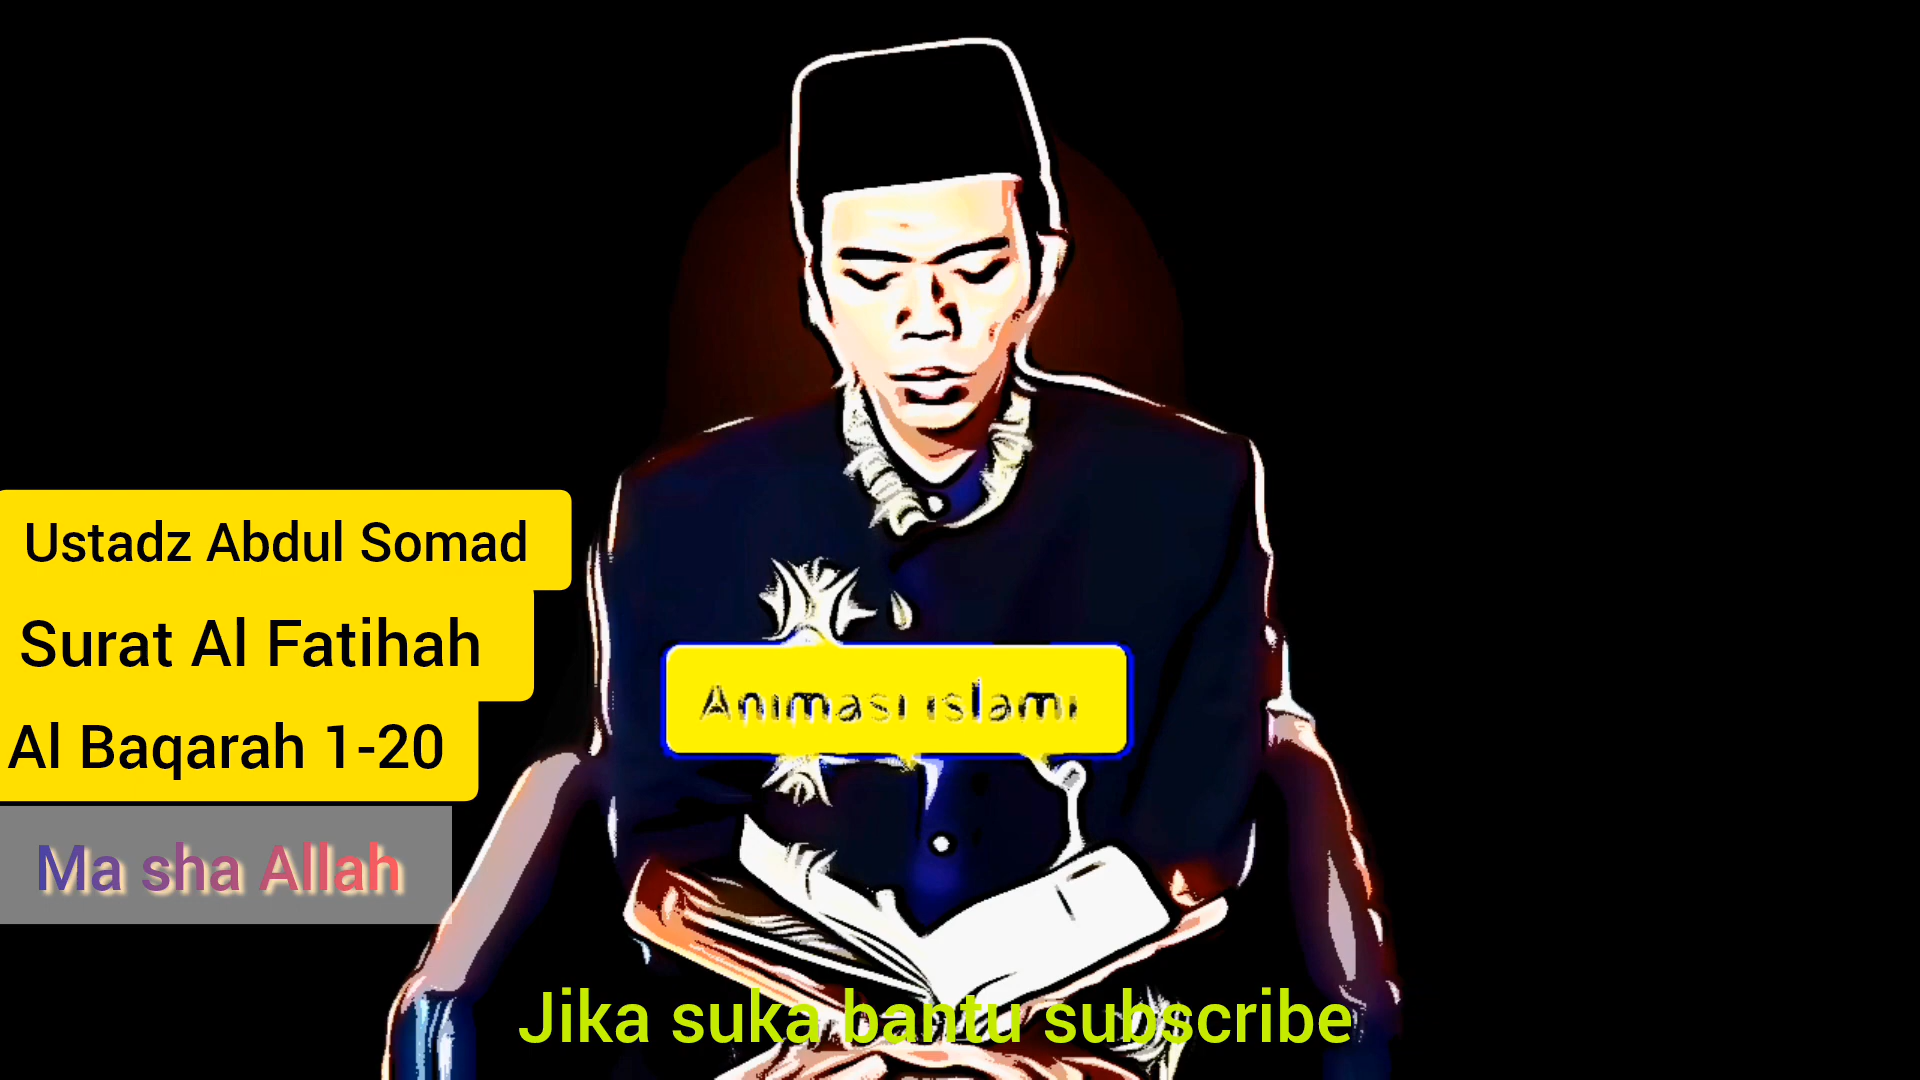 Ustadz Abdul Somad
Surat Al Fatihah
Al Baqarah 1-20
Ma sha Allah
Animasi islami
Jika suka bantu subscribe